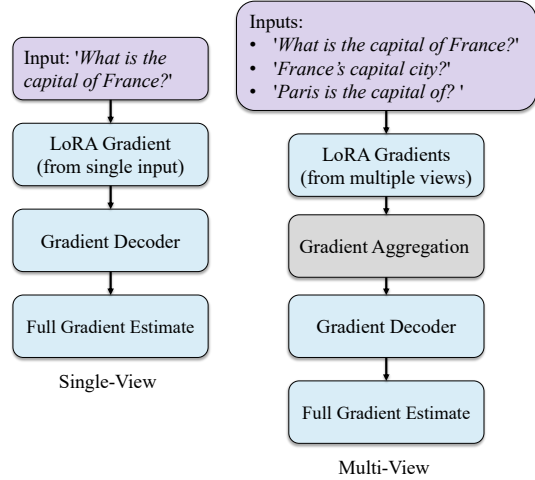 Input: 'What is the
capital of France?'
LoRA Gradient
(from single input)
Gradient Decoder
Full Gradient Estimate
Single-View
Inputs:
• 'What is the capital of France?'
• 'France's capital city?'
• 'Paris is the capital of? '
LoRA Gradients
(from multiple views)
Gradient Aggregation
Gradient Decoder
Full Gradient Estimate
Multi-View